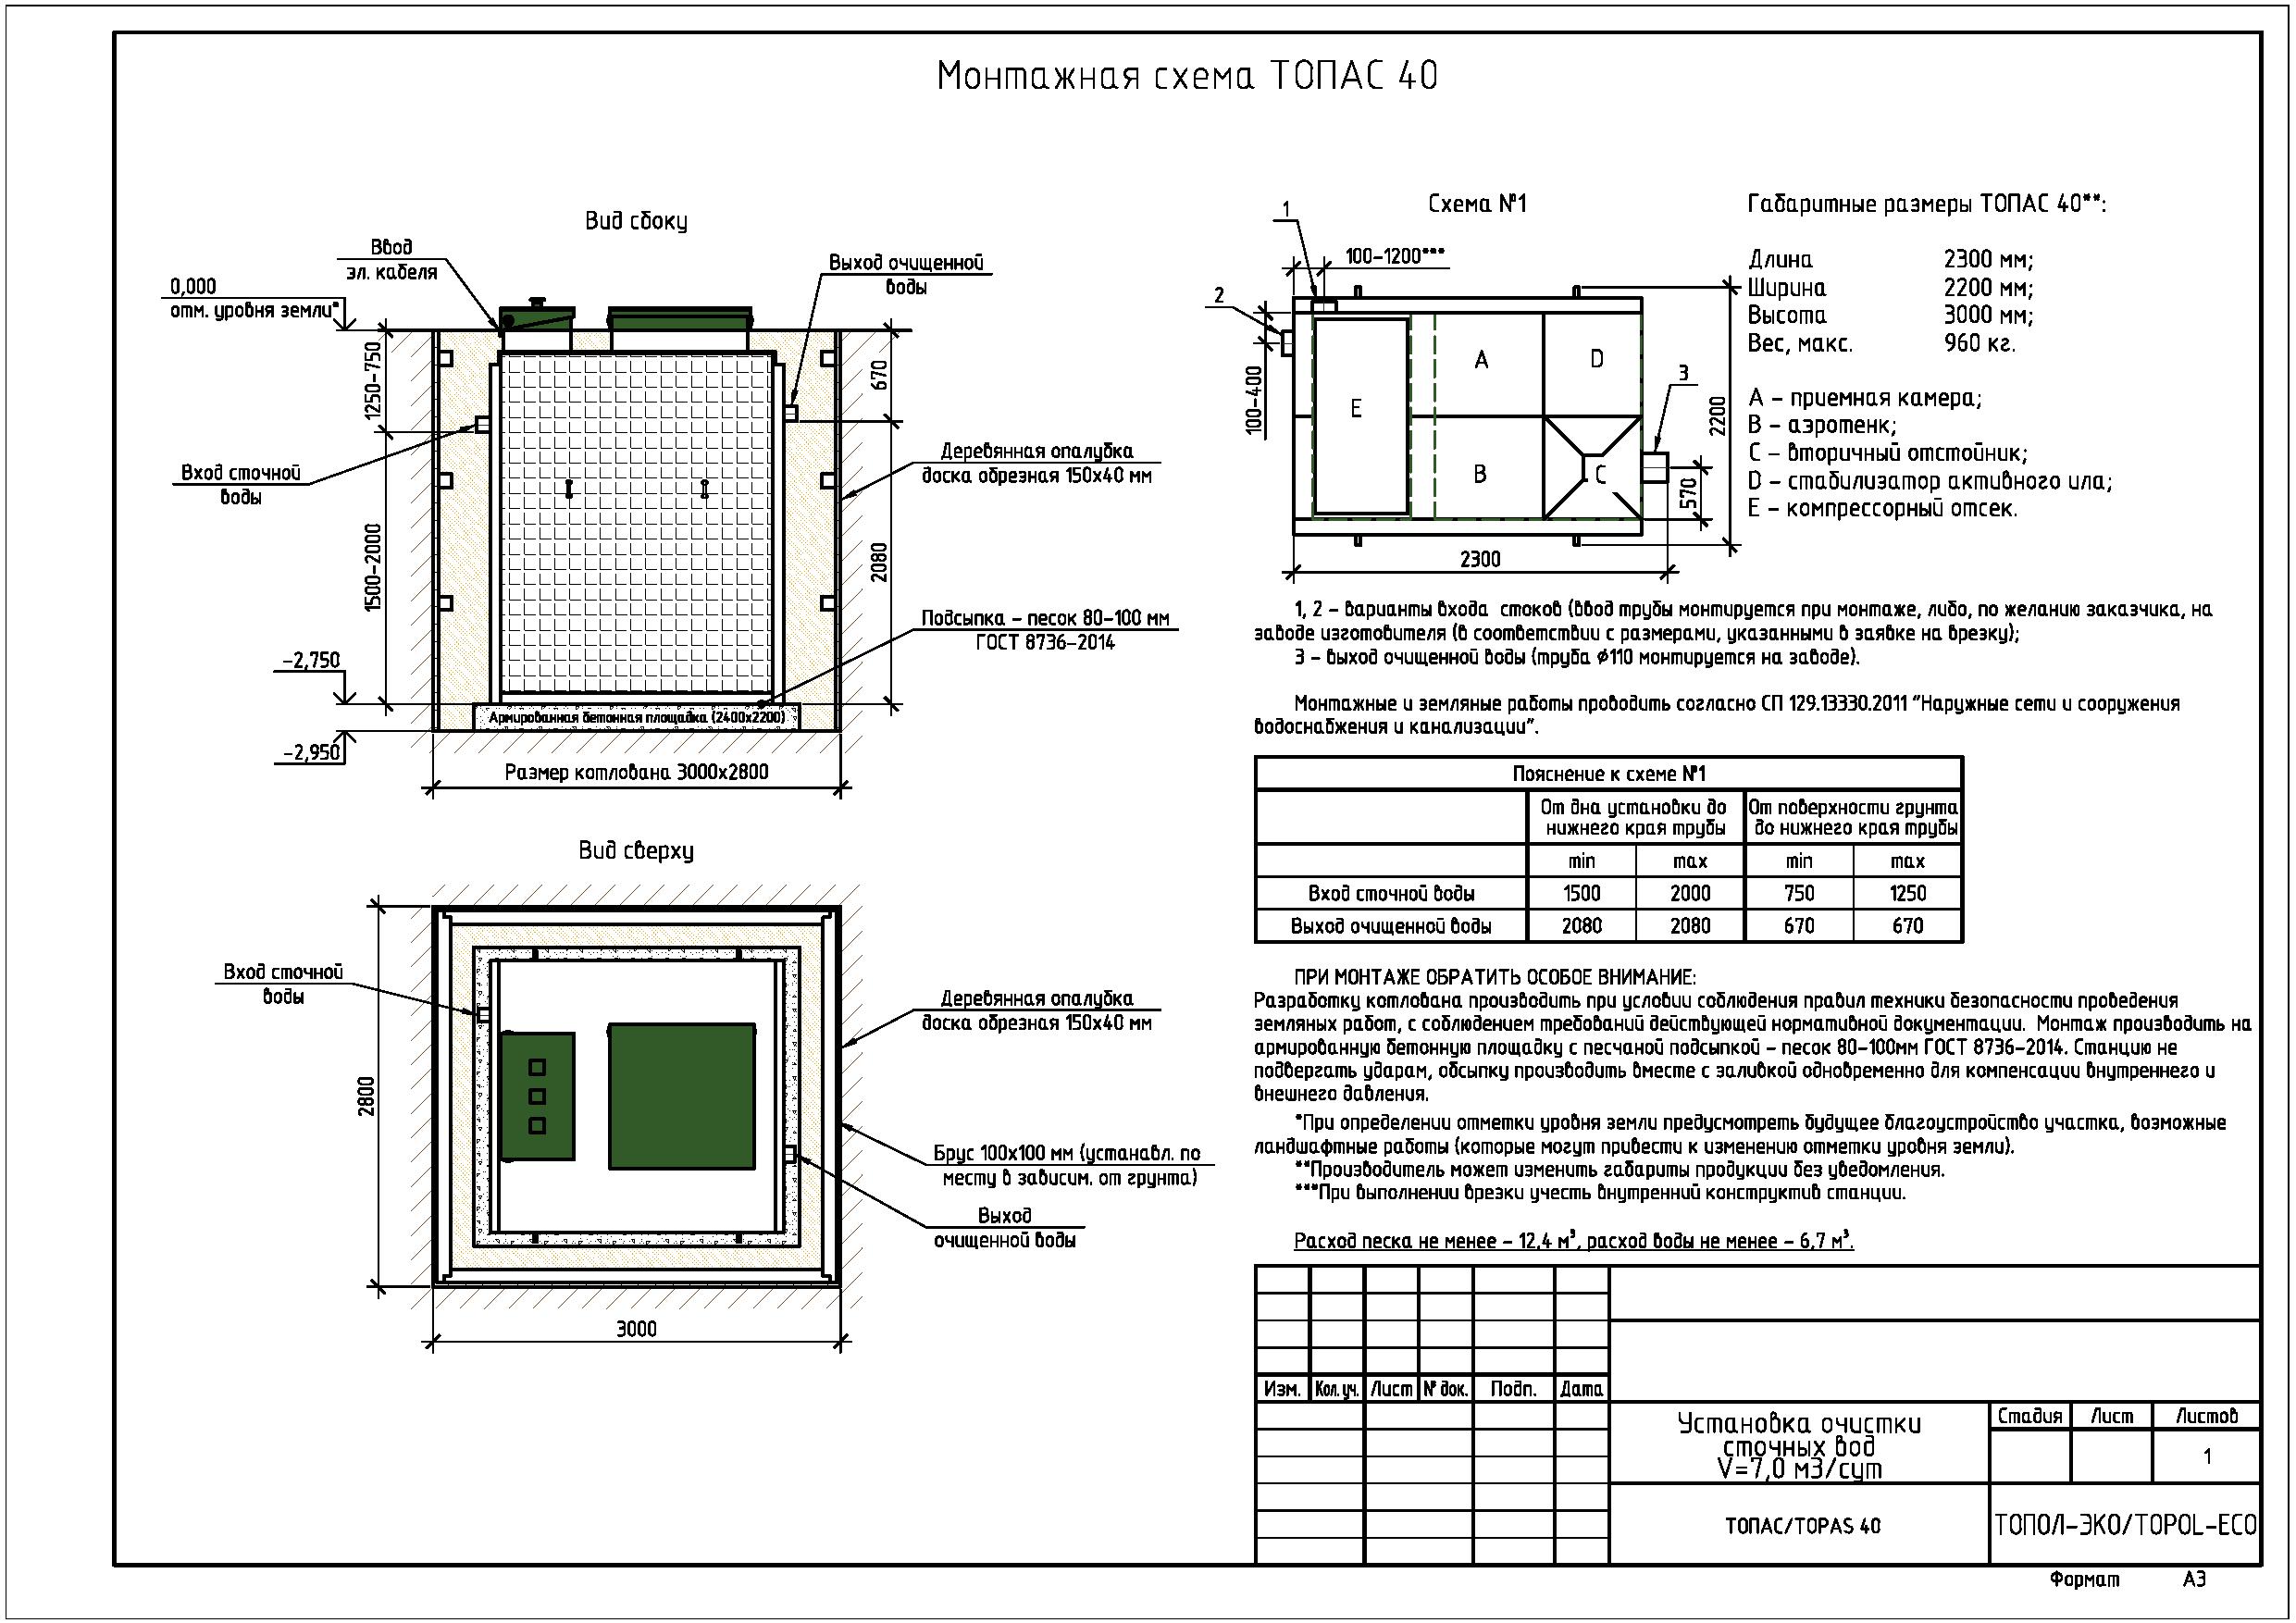 Монтажная схема ТОПАС 40
Вид сбоку
Ввод
эл. кабеля
0,000
отм. уровня земли*
Выход очищенной
воды
1250-750
670
Вход сточной
воды
Деревянная опалубка
доска обрезная 150х40 мм
1500-2000
2080
Подсыпка - песок 80-100 мм
ГОСТ 8736-2014
-2,750
Армированная бетонная площадка (2400х2200)
-2,950
Размер котлована 3000х2800
Вид сверху
Вход сточной
воды
Деревянная опалубка
доска обрезная 150х40 мм
2800
Брус 100х100 мм (устанавл. по
месту в зависим. от грунта)
Выход
очищенной воды
3000
Схема №1
1
100-1200***
2
100-400
A
D
E
B
C
3
2200
570
2300
Габаритные размеры ТОПАС 40**:
Длина 2300 мм;
Ширина 2200 мм;
Высота 3000 мм;
Вес, макс. 960 кг.
A - приемная камера;
B - аэротенк;
C - вторичный отстойник;
D - стабилизатор активного ила;
E - компрессорный отсек.
1, 2 - варианты входа стоков (ввод трубы монтируется при монтаже, либо, по желанию заказчика, на
заводе изготовителя (в соответствии с размерами, указанными в заявке на врезку);
3 - выход очищенной воды (труба ϕ110 монтируется на заводе).
Монтажные и земляные работы проводить согласно СП 129.13330.2011 "Наружные сети и сооружения
водоснабжения и канализации".
Пояснение к схеме №1
От дна установки до
нижнего края трубы
От поверхности грунта
до нижнего края трубы
min max min max
Вход сточной воды 1500 2000 750 1250
Выход очищенной воды 2080 2080 670 670
ПРИ МОНТАЖЕ ОБРАТИТЬ ОСОБОЕ ВНИМАНИЕ:
Разработку котлована производить при условии соблюдения правил техники безопасности проведения
земляных работ, с соблюдением требований действующей нормативной документации. Монтаж производить на
армированную бетонную площадку с песчаной подсыпкой - песок 80-100мм ГОСТ 8736-2014. Станцию не
подвергать ударам, обсыпку производить вместе с заливкой одновременно для компенсации внутреннего и
внешнего давления.
*При определении отметки уровня земли предусмотреть будущее благоустройство участка, возможные
ландшафтные работы (которые могут привести к изменению отметки уровня земли).
**Производитель может изменить габариты продукции без уведомления.
***При выполнении врезки учесть внутренний конструктив станции.
Расход песка не менее - 12,4 м³, расход воды не менее - 6,7 м³.
Изм. Кол.уч. Лист № док. Подп. Дата
Установка очистки
сточных вод
V=7,0 м3/сут
Стадия Лист Листов
1
ТОПАС/TOPAS 40
ТОПОЛ-ЭКО/TOPOL-ECO
Формат А3